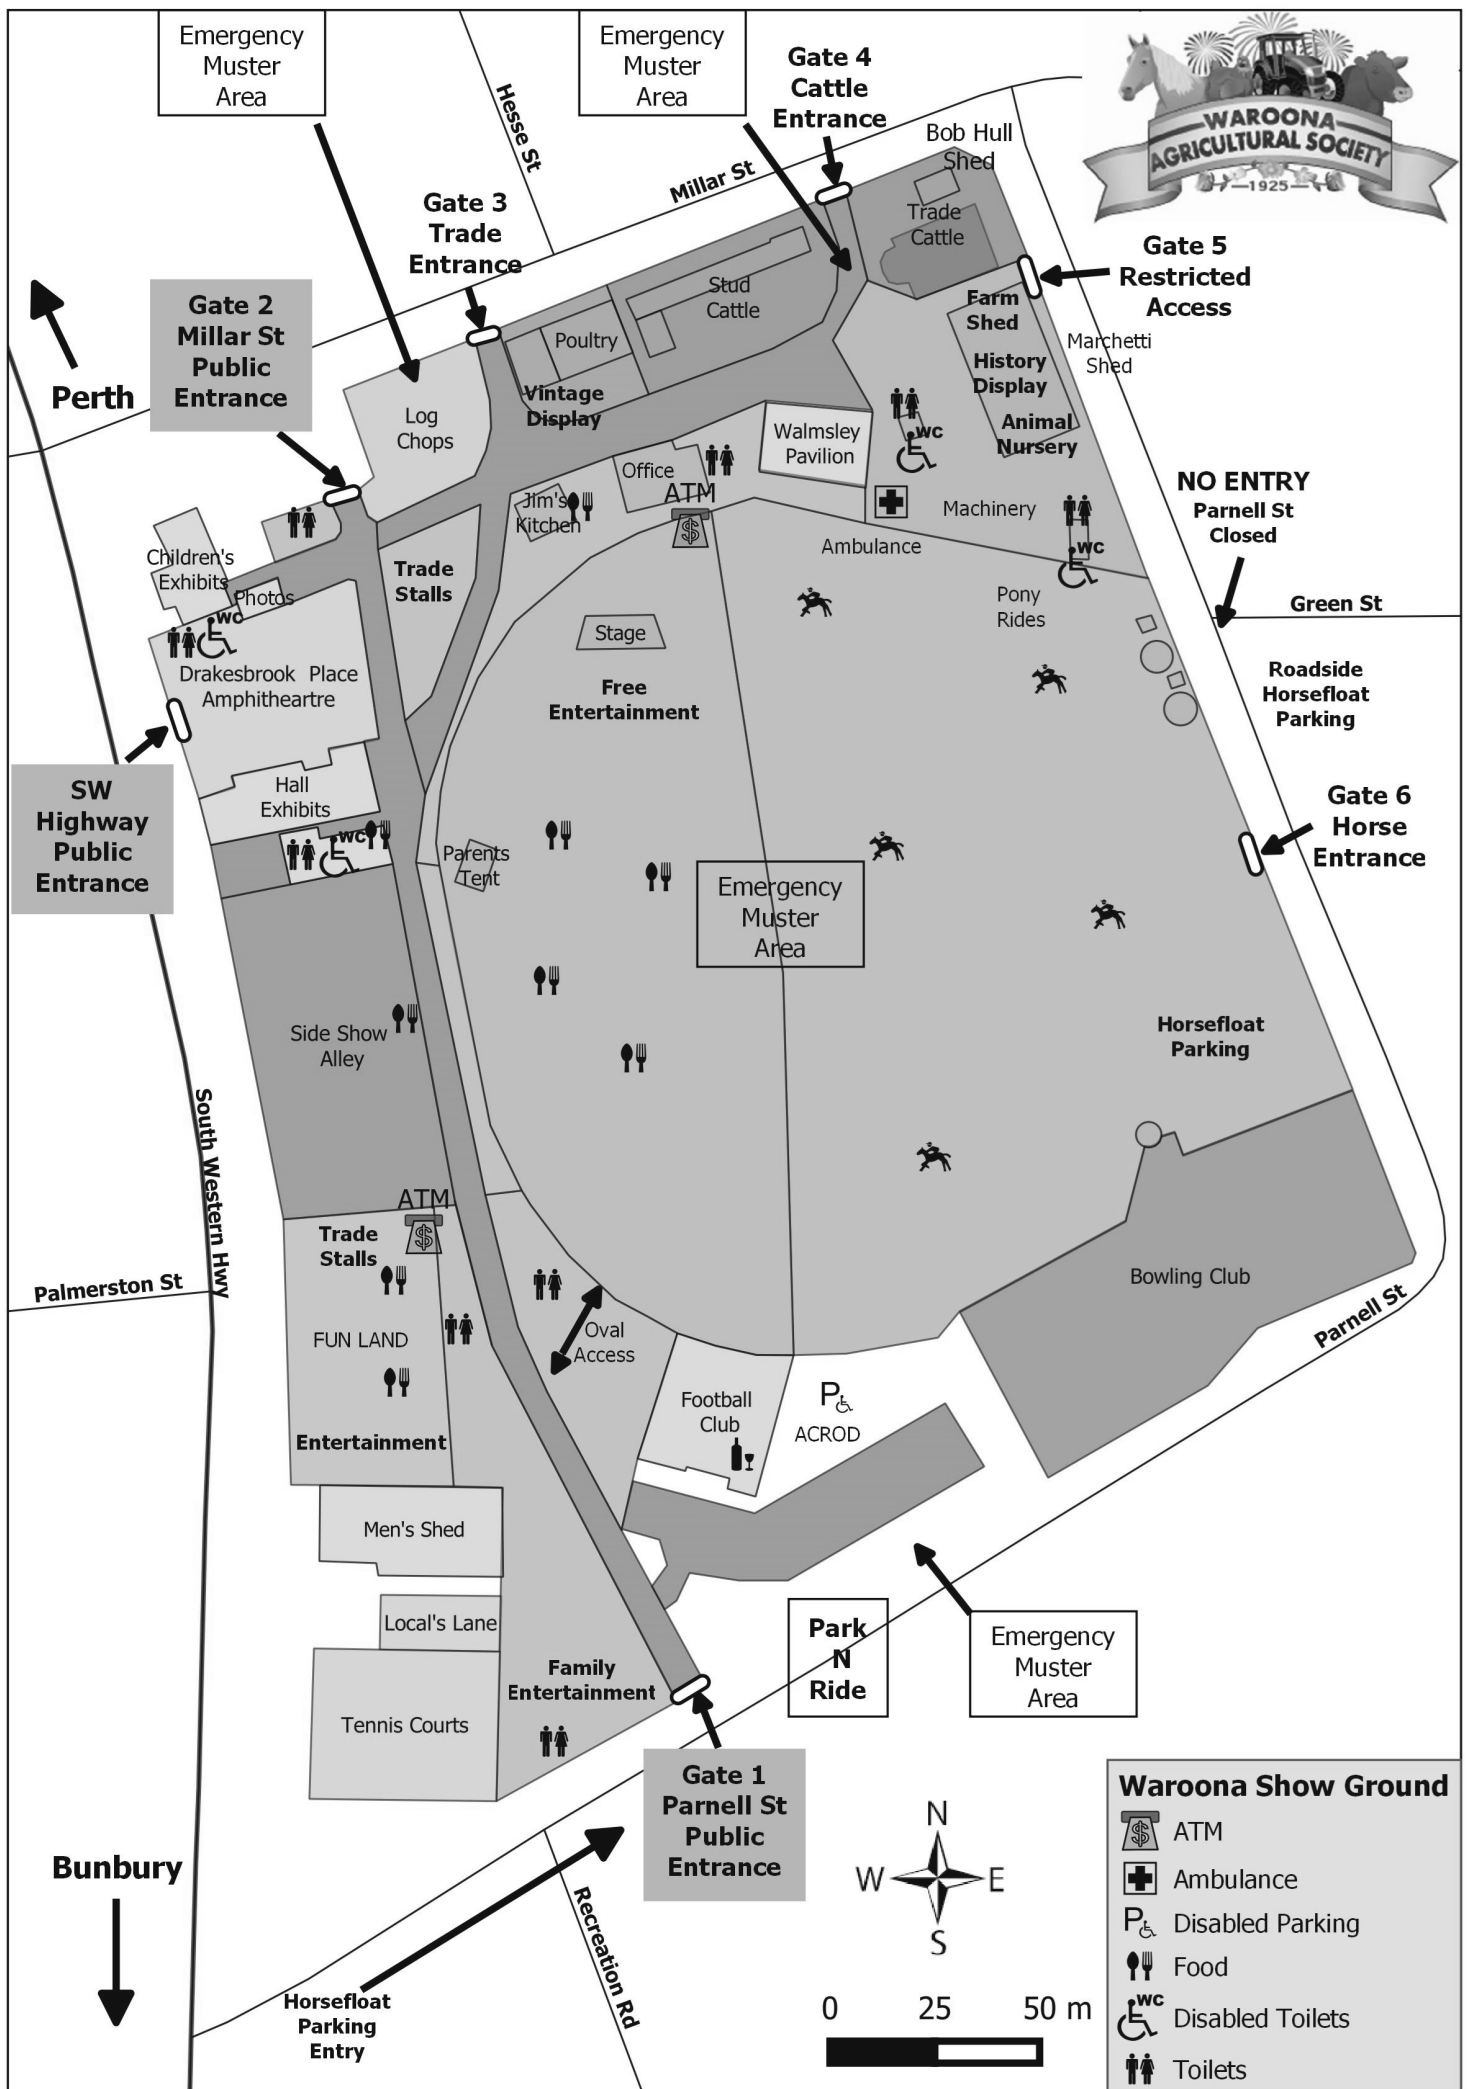 Emergency
Muster
Area
Emergency
Muster
Area
Gate 4
Cattle
Entrance
WAROONA
AGRICULTURAL SOCIETY
1925
Hesse St
Millar St
Bob Hull
Shed
Trade
Cattle
Gate 3
Trade
Entrance
Gate 5
Restricted
Access
Gate 2
Millar St
Public
Entrance
Perth
Stud
Cattle
Poultry
Vintage
Display
Log
Chops
Farm
Shed
History
Display
Animal
Nursery
Marchetti
Shed
Walmsley
Pavilion
WC
Office
ATM
Jim's
Kitchen
Machinery
Ambulance
WC
NO ENTRY
Parnell St
Closed
Green St
Children's
Exhibits
Photos
Trade
Stalls
WC
Drakesbrook Place
Amphitheartre
Stage
Free
Entertainment
Pony
Rides
Roadside
Horsefloat
Parking
SW
Highway
Public
Entrance
Hall
Exhibits
WC
Parents
Tent
Emergency
Muster
Area
Gate 6
Horse
Entrance
Side Show
Alley
Horsefloat
Parking
South Western Hwy
ATM
Trade
Stalls
Palmerston St
FUN LAND
Entertainment
Oval
Access
Bowling Club
Parnell St
Football
Club
P
ACROD
Men's Shed
Local's Lane
Tennis Courts
Family
Entertainment
Park
N
Ride
Emergency
Muster
Area
Gate 1
Parnell St
Public
Entrance
Bunbury
Horsefloat
Parking
Entry
Recreation Rd
N
W E
S
0 25 50 m
Waroona Show Ground
ATM
Ambulance
P Disabled Parking
Food
WC Disabled Toilets
Toilets